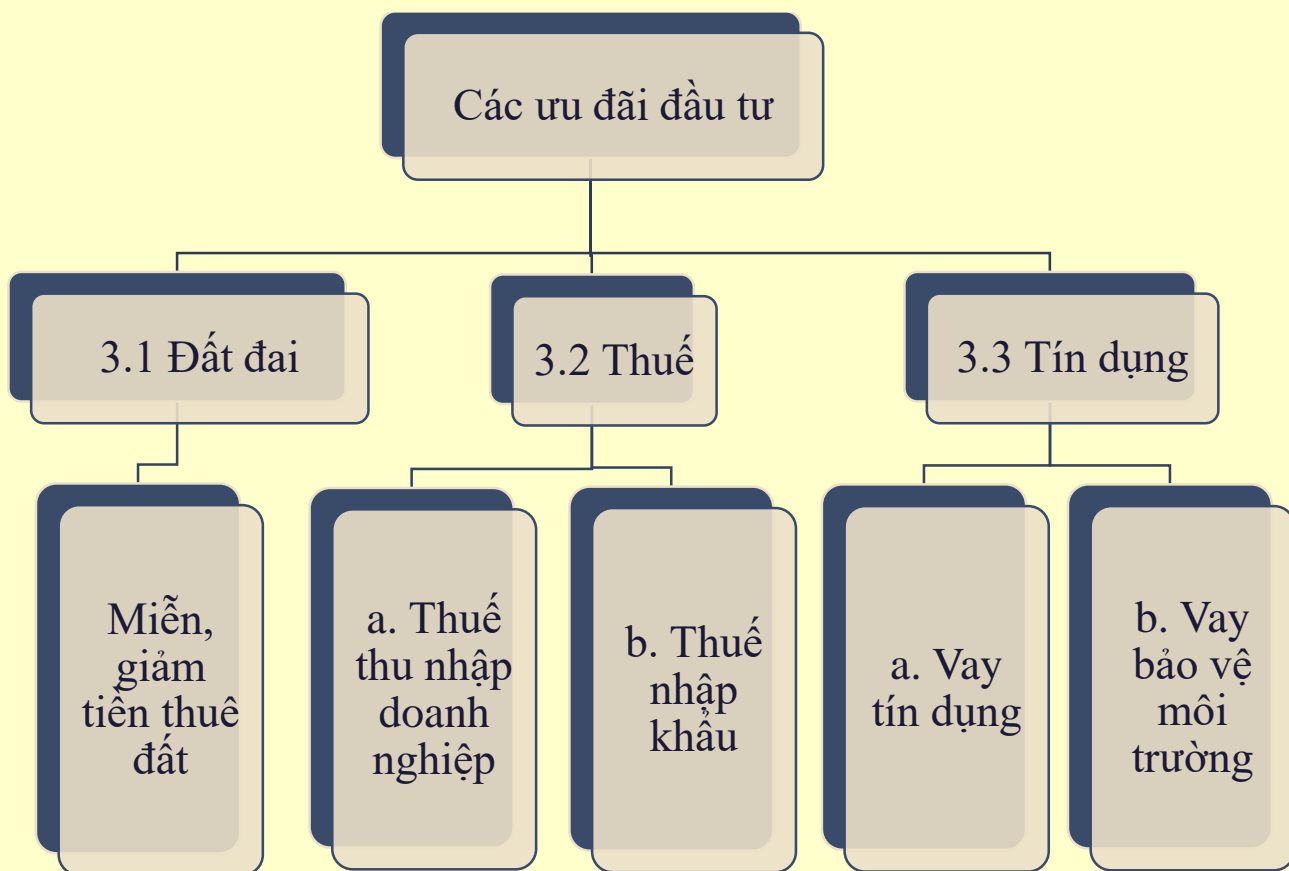 Các ưu đãi đầu tư
3.1 Đất đai
3.2 Thuế
3.3 Tín dụng
Miễn,
giảm
tiền thuê
đất
a. Thuế
thu nhập
doanh
nghiệp
b. Thuế
nhập
khẩu
a. Vay
tín dụng
b. Vay
bảo vệ
môi
trường